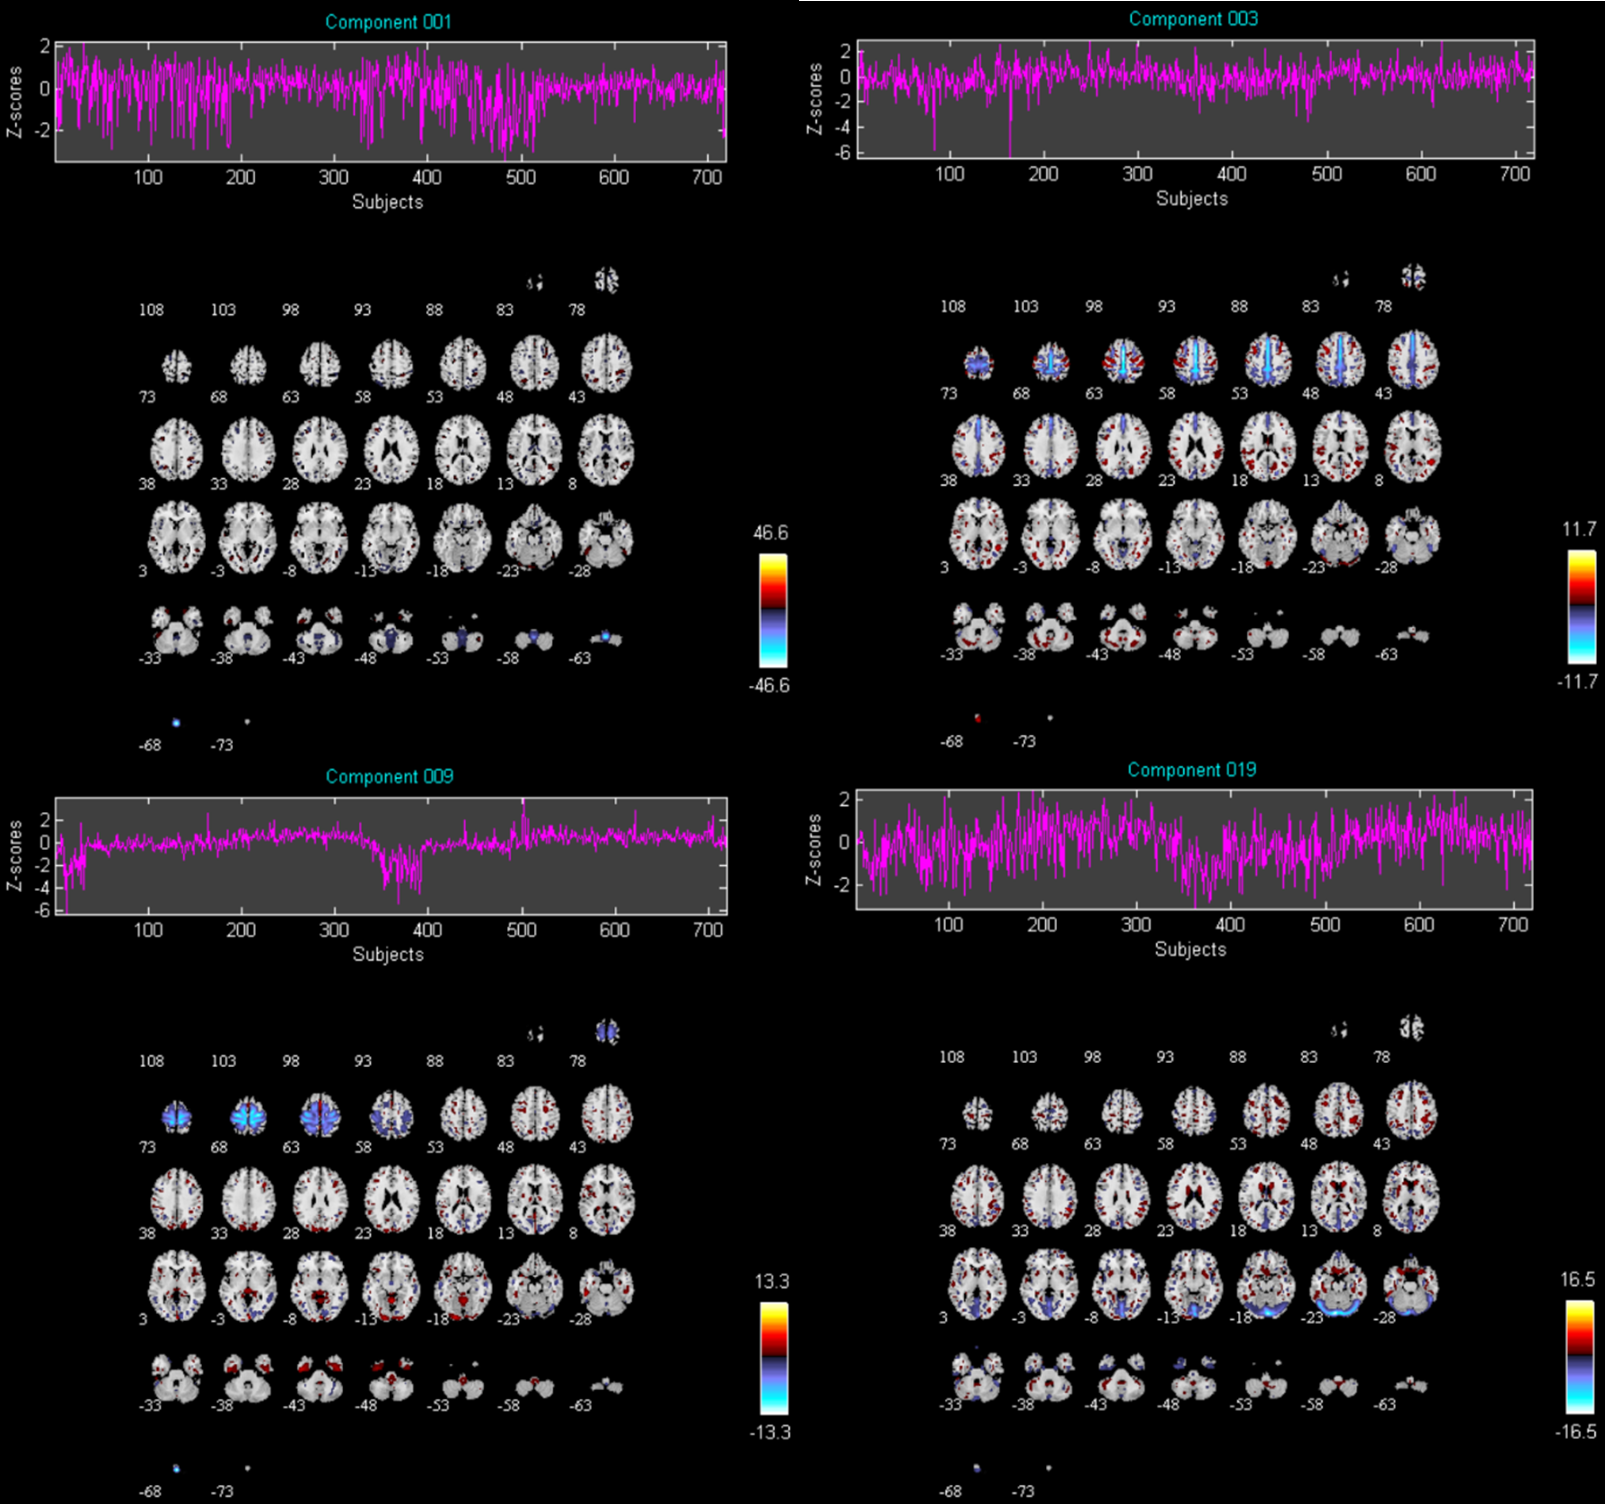 Component 001
Z-scores
2
0
-2
100 200 300 400 500 600 700
Subjects
108 103 98 93 88 83 78
73 68 63 58 53 48 43
38 33 28 23 18 13 8
3 -3 -8 -13 -18 -23 -28
-33 -38 -43 -48 -53 -58 -63
-68 -73
46.6
-46.6
Component 003
Z-scores
2
0
-2
-4
-6
100 200 300 400 500 600 700
Subjects
108 103 98 93 88 83 78
73 68 63 58 53 48 43
38 33 28 23 18 13 8
3 -3 -8 -13 -18 -23 -28
-33 -38 -43 -48 -53 -58 -63
-68 -73
11.7
-11.7
Component 009
Z-scores
2
0
-2
-4
-6
100 200 300 400 500 600 700
Subjects
108 103 98 93 88 83 78
73 68 63 58 53 48 43
38 33 28 23 18 13 8
3 -3 -8 -13 -18 -23 -28
-33 -38 -43 -48 -53 -58 -63
-68 -73
13.3
-13.3
Component 019
Z-scores
2
0
-2
100 200 300 400 500 600 700
Subjects
108 103 98 93 88 83 78
73 68 63 58 53 48 43
38 33 28 23 18 13 8
3 -3 -8 -13 -18 -23 -28
-33 -38 -43 -48 -53 -58 -63
-68 -73
16.5
-16.5